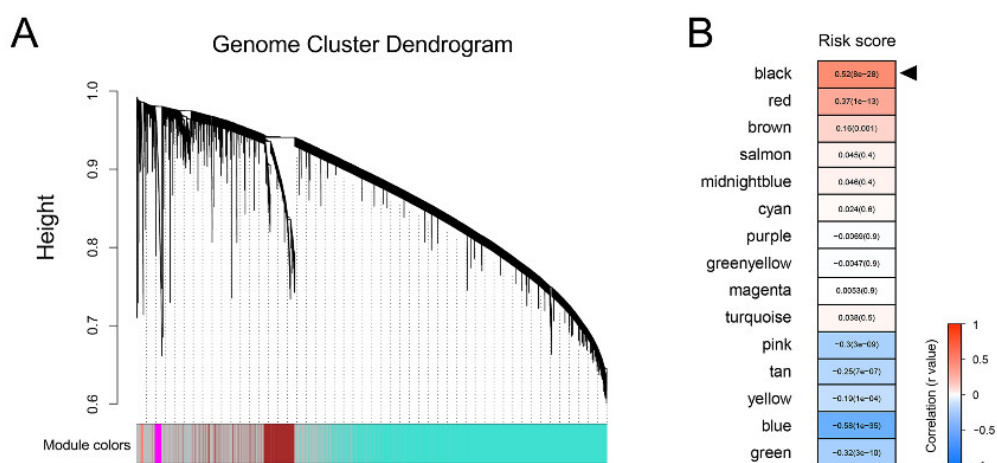 A
Genome Cluster Dendrogram
Height
1.0
0.9
0.8
0.7
0.6
Module colors
B
Risk score
black 0.52(8e-28)
red 0.37(1e-13)
brown 0.16(0.001)
salmon 0.045(0.4)
midnightblue 0.046(0.4)
cyan 0.024(0.6)
purple -0.0069(0.9)
greenyellow -0.0047(0.9)
magenta 0.0053(0.9)
turquoise 0.038(0.5)
pink -0.3(3e-09)
tan -0.25(7e-07)
yellow -0.19(1e-04)
blue -0.58(1e-35)
green -0.32(3e-10)
Correlation (r value)
1
0.5
0
-0.5